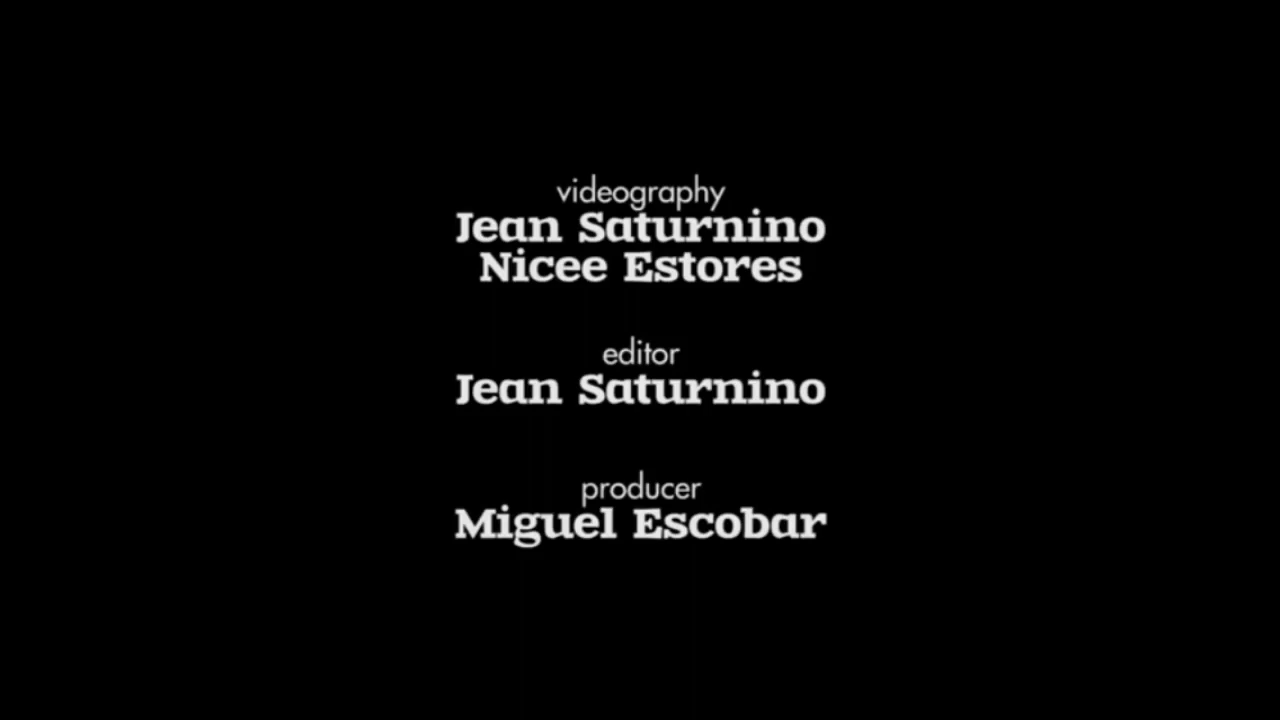 videography
Jean Saturnino
Nicee Estores
editor
Jean Saturnino
producer
Miguel Escobar